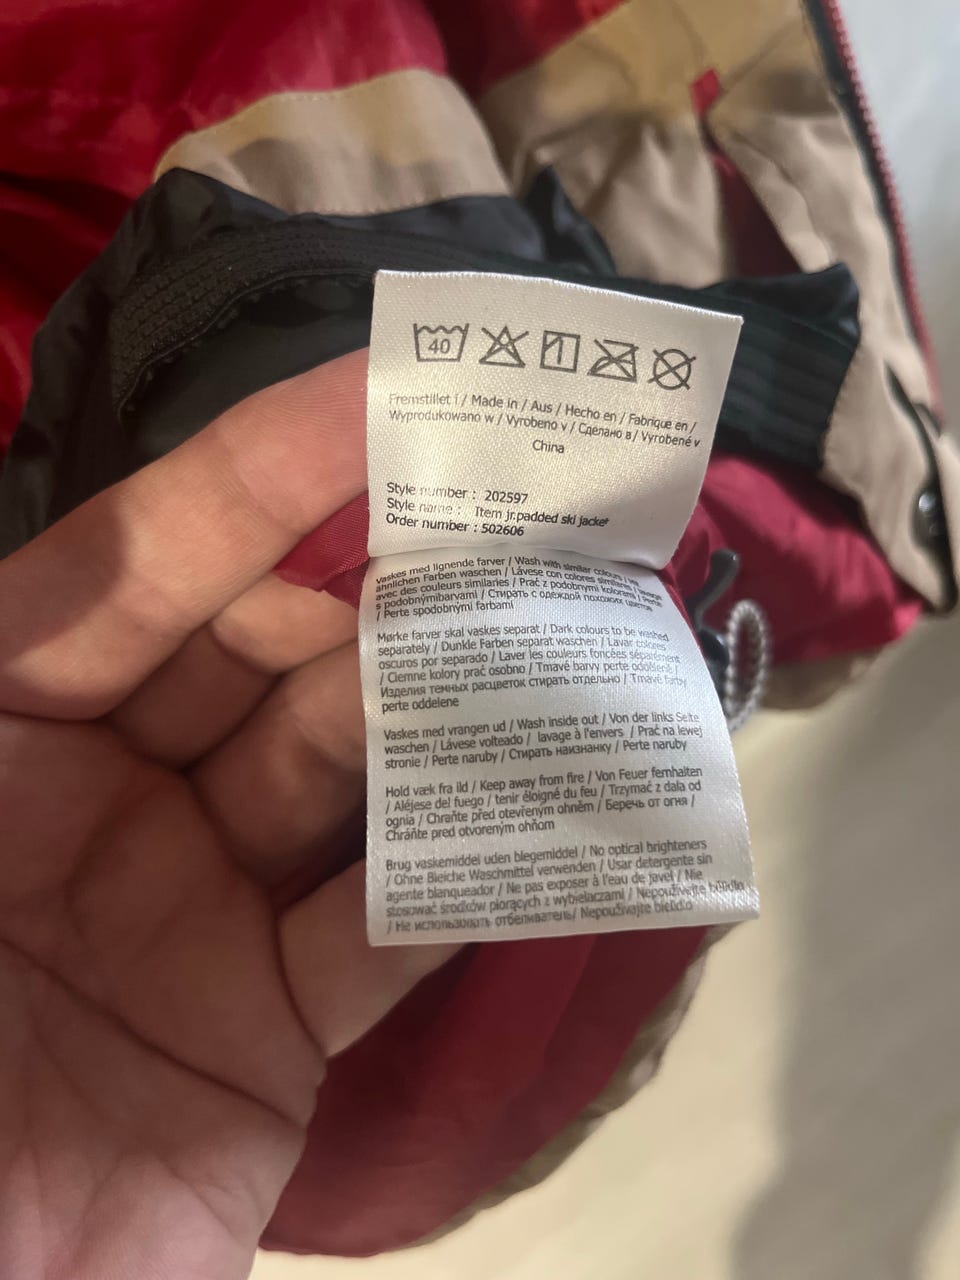 40
Fremstillet i / Made in / Aus / Hecho en / Fabriqué en /
Wyprodukowano w / Vyrobeno v / Сделано в / Vyrobené v
China
Style number : 202597
Style name : Item jr.padded ski jacket
Order number : 502606
Vaskes med lignende farver / Wash with similar colours /
ähnlichen Farben waschen / Lávese con colores similares /
avec des couleurs similaries / Prać z podobnymi kolorami /
s podobnýmibarvami / Стирать с одеждой похожих цветов
/ Perte spodobnými farbami
Mørke farver skal vaskes separat / Dark colours to be washed
separately / Dunkle Farben separat waschen / Lavar colores
oscuros por separado / Laver les couleurs foncées séparément
/ Ciemne kolory prać osobno / Tmavé barvy perte odděleně /
Изделия темных расцветок стирать отдельно / Tmavé farby
perte oddelene
Vaskes med vrangen ud / Wash inside out / Von der links Seite
waschen / Lávese volteado / lavage à l'envers / Prać na lewej
stronie / Perte naruby / Стирать наизнанку / Perte naruby
Hold væk fra ild / Keep away from fire / Von Feuer fernhalten
/ Aléjese del fuego / tenir éloigné du feu / Trzymać z dala od
ognia / Chraňte před otevřeným ohněm / Беречь от огня /
Chráňte pred otvoreným ohňom
Brug vaskemiddel uden blegemiddel / No optical brighteners
/ Ohne Bleiche Waschmittel verwenden / Usar detergente sin
agente blanqueador / Ne pas exposer à l'eau de javel / Nie
stosować środków piorących z wybielaczami / Nepoužívejte bělidlo
/ Не использовать отбеливатель/ Nepoužívajte bielidlo